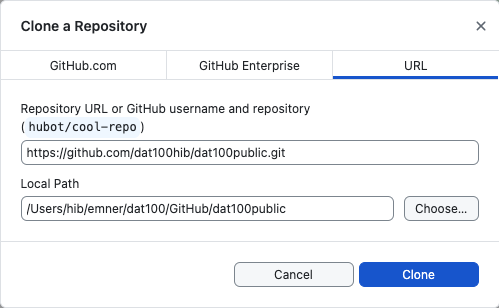 Clone a Repository
GitHub.com
GitHub Enterprise
URL
Repository URL or GitHub username and repository
(hubot/cool-repo)
https://github.com/dat100hib/dat100public.git
Local Path
/Users/hib/emner/dat100/GitHub/dat100public
Choose...
Cancel
Clone